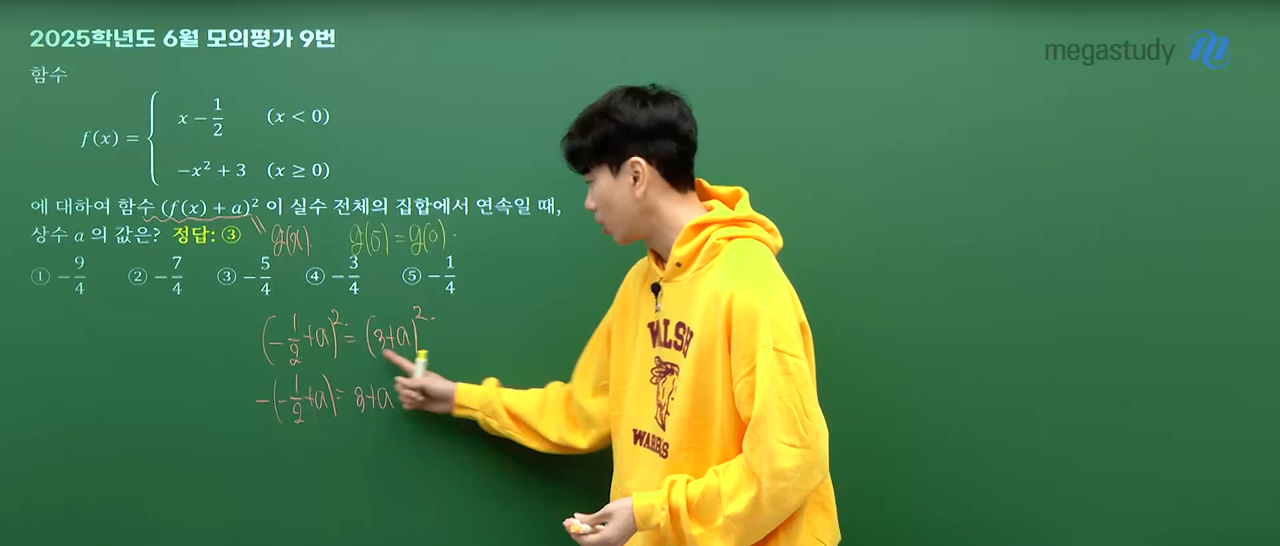 2025학년도 6월 모의평가 9번
megastudy
함수
f(x) = { x − 1/2 (x < 0)
−x² + 3 (x ≥ 0)
에 대하여 함수 (f(x) + a)² 이 실수 전체의 집합에서 연속일 때,
상수 a 의 값은? 정답: ③
g(x). g(0⁻) = g(0).
① −9/4 ② −7/4 ③ −5/4 ④ −3/4 ⑤ −1/4
(−1/2+a)² = (3+a)².
−(−1/2+a) = 3+a
WALSH
WARRIORS